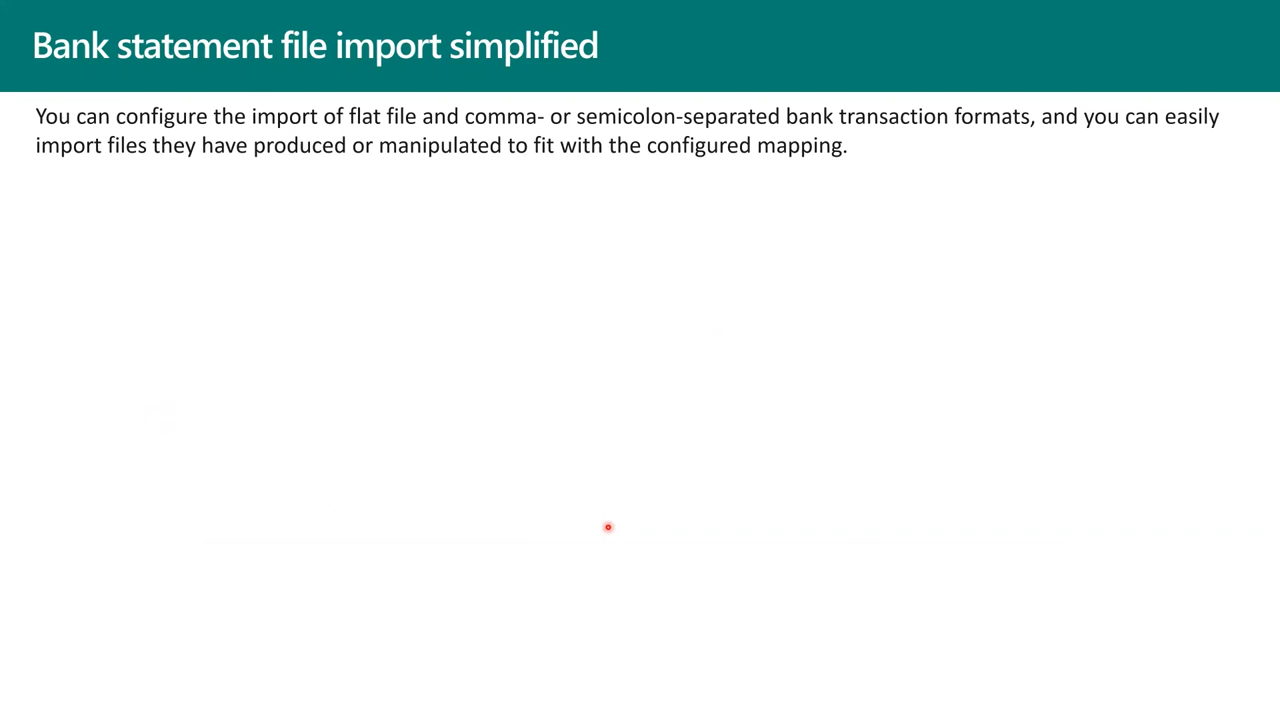 Bank statement file import simplified
You can configure the import of flat file and comma- or semicolon-separated bank transaction formats, and you can easily
import files they have produced or manipulated to fit with the configured mapping.